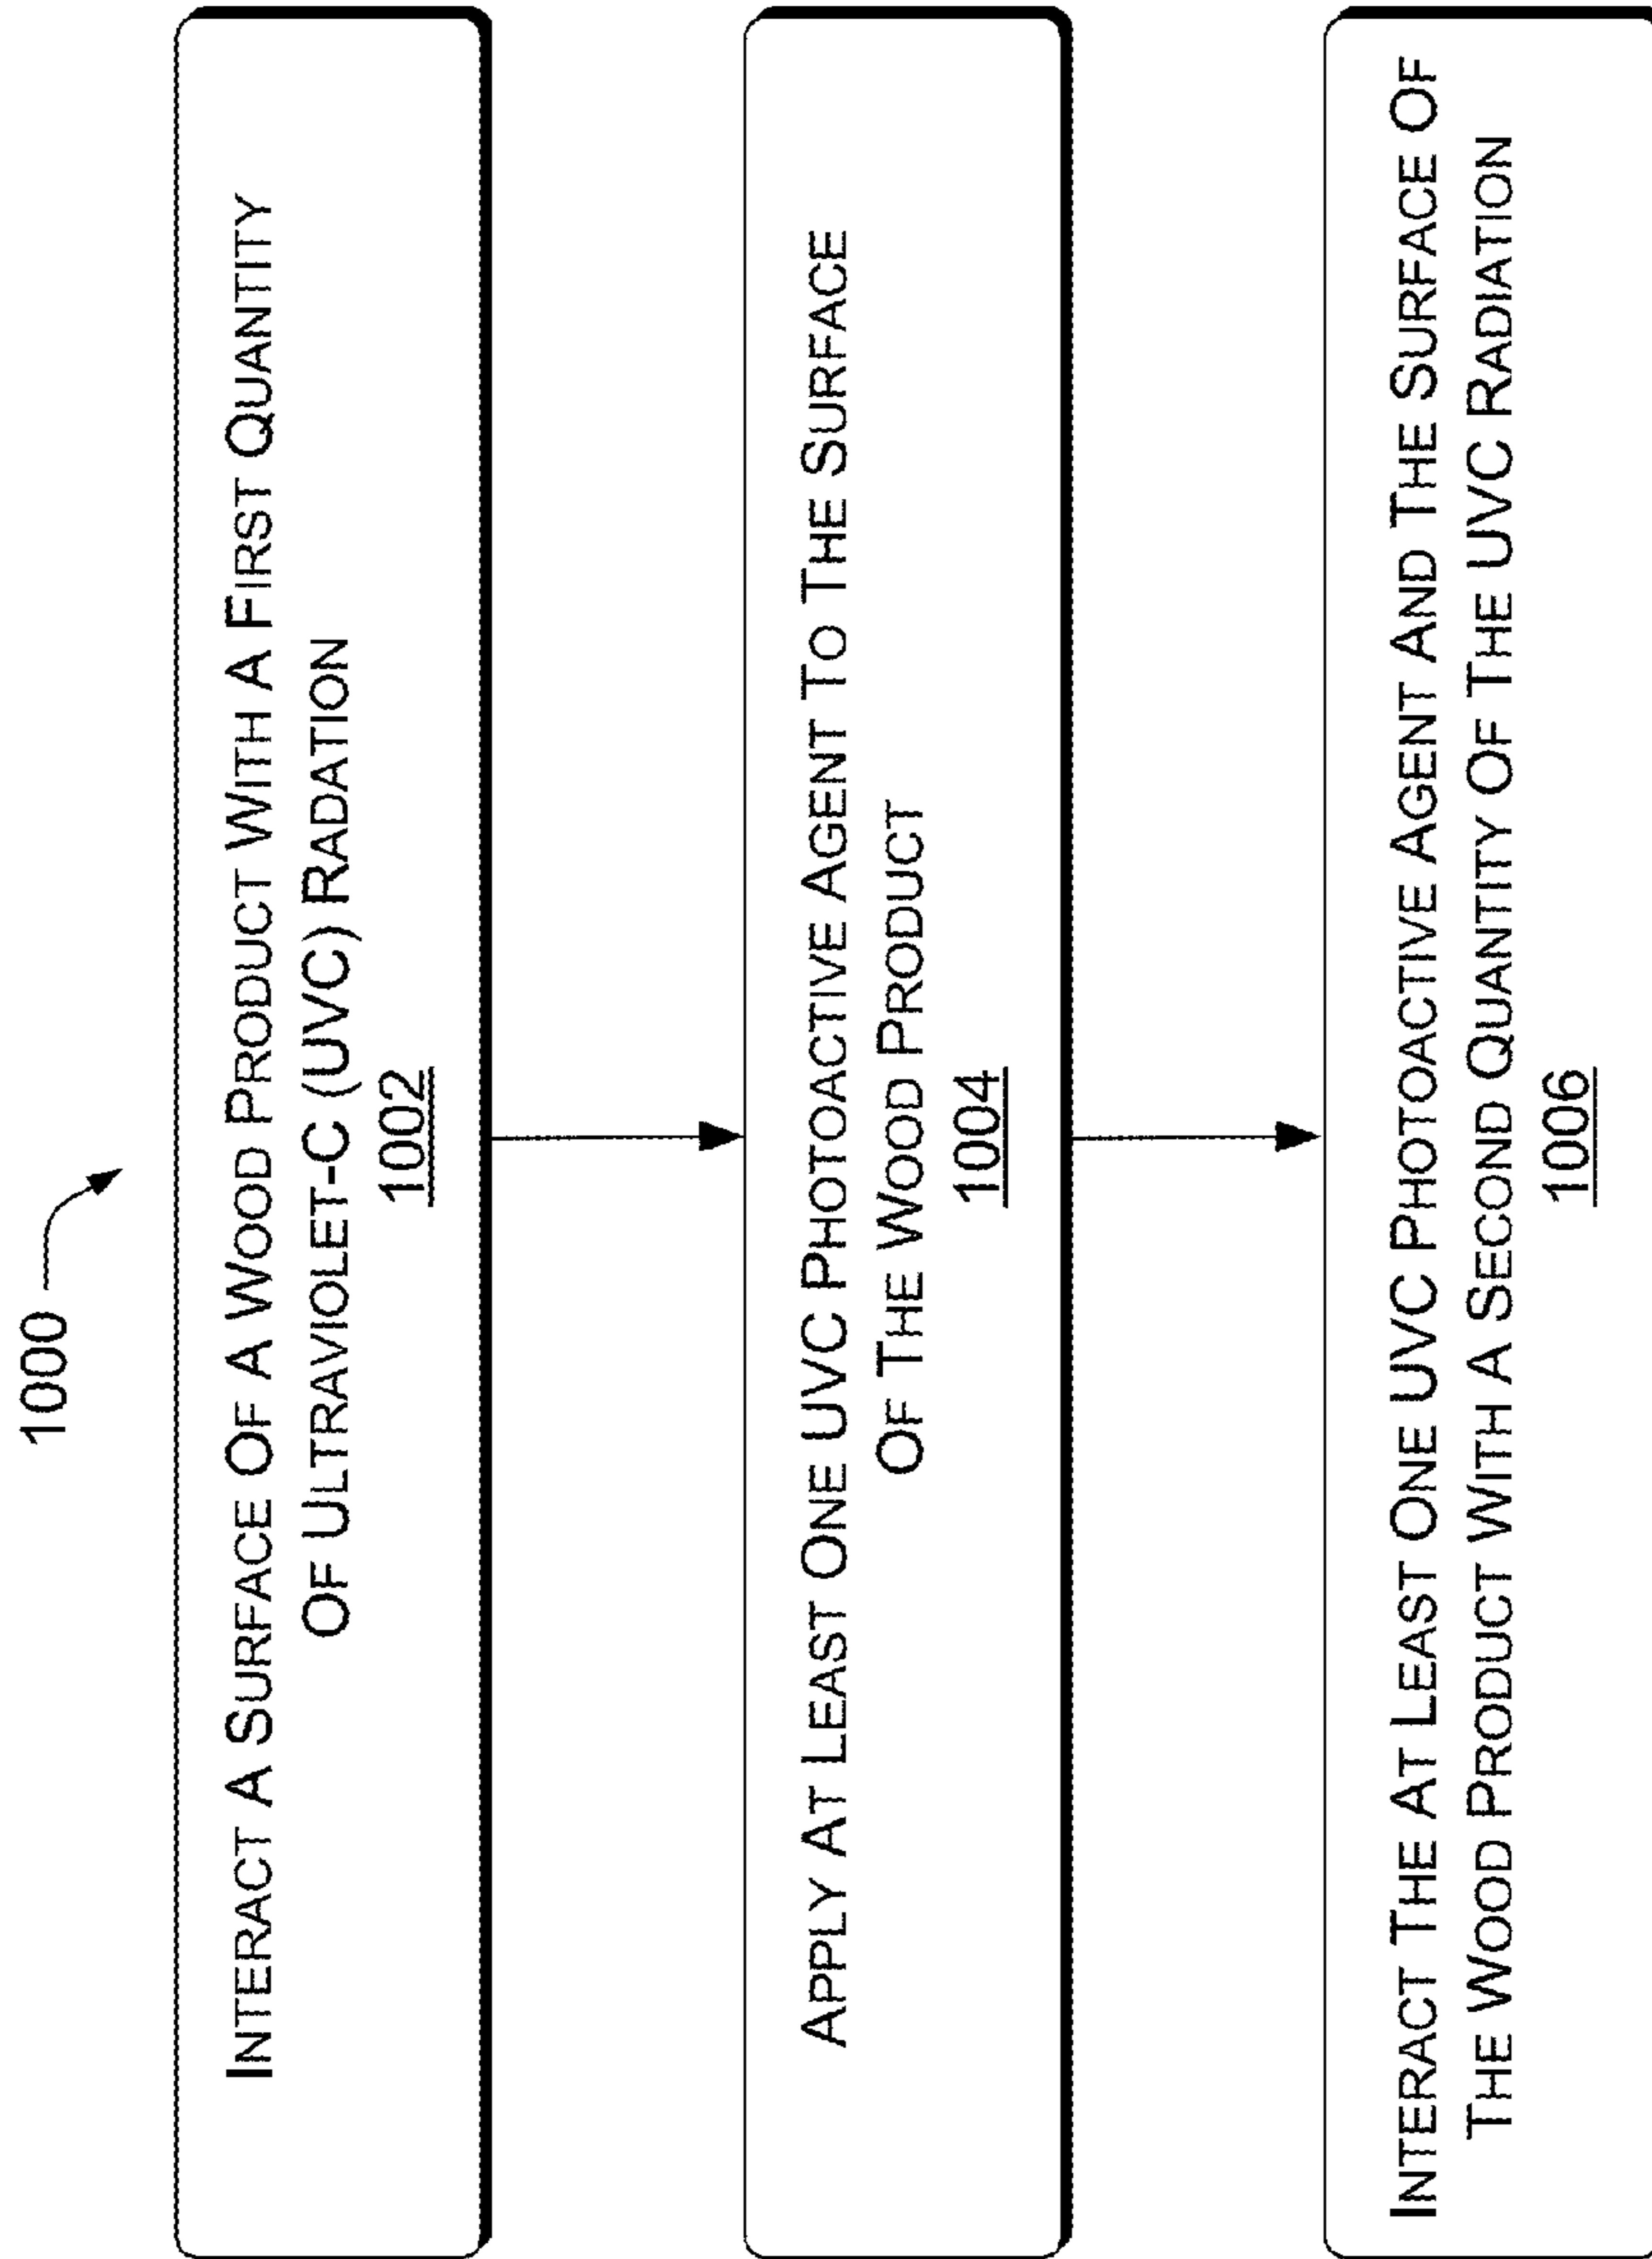 1000
INTERACT A SURFACE OF A WOOD PRODUCT WITH A FIRST QUANTITY
OF ULTRAVIOLET-C (UVC) RADATION
1002
APPLY AT LEAST ONE UVC PHOTOACTIVE AGENT TO THE SURFACE
OF THE WOOD PRODUCT
1004
INTERACT THE AT LEAST ONE UVC PHOTOACTIVE AGENT AND THE SURFACE OF
THE WOOD PRODUCT WITH A SECOND QUANTITY OF THE UVC RADIATION
1006